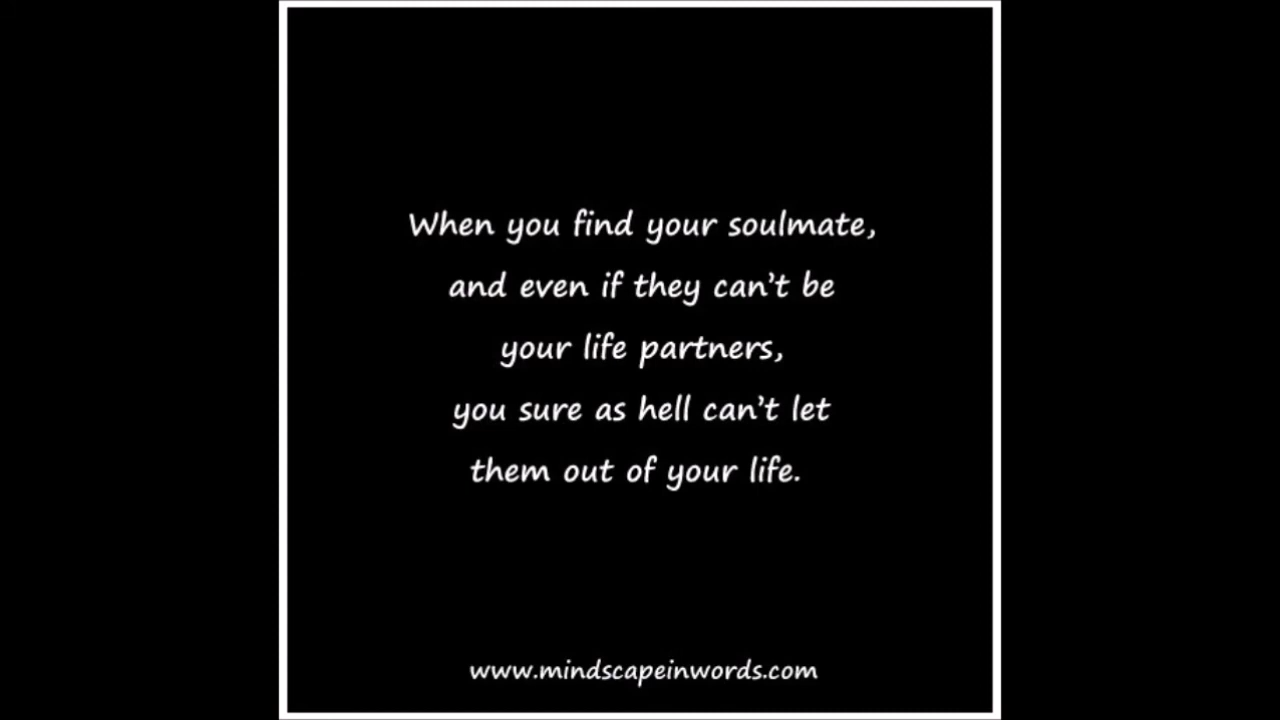 When you find your soulmate,
and even if they can’t be
your life partners,
you sure as hell can’t let
them out of your life.
www.mindscapeinwords.com